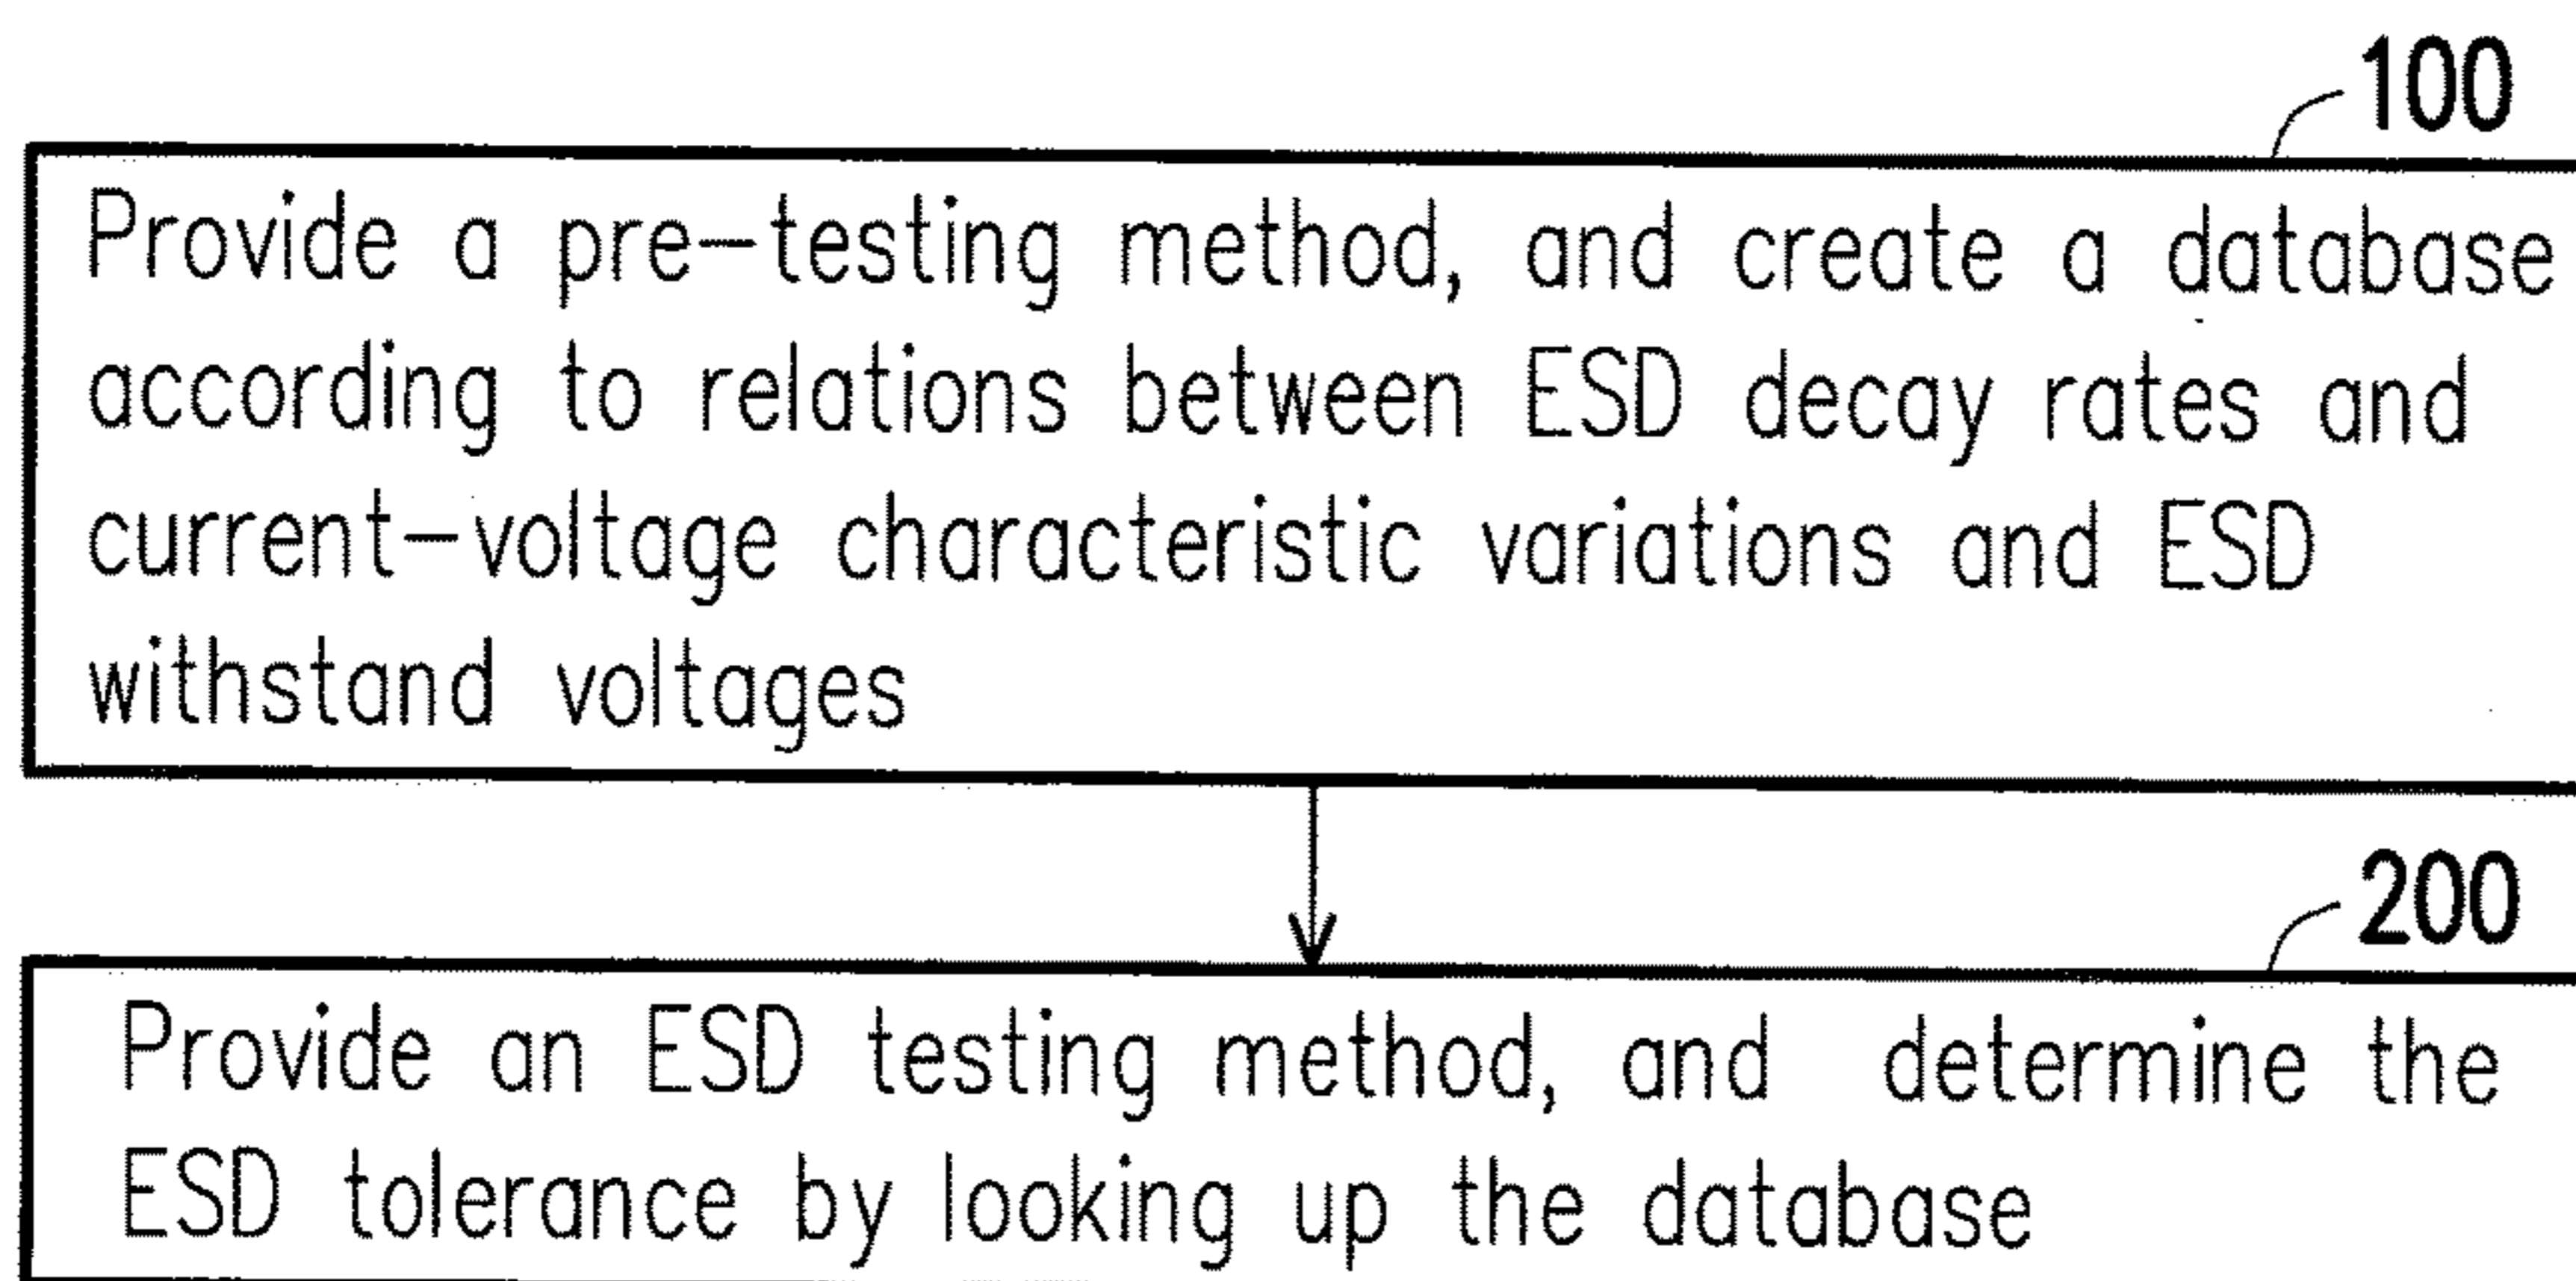 100
Provide a pre-testing method, and create a database
according to relations between ESD decay rates and
current-voltage characteristic variations and ESD
withstand voltages
200
Provide an ESD testing method, and determine the
ESD tolerance by looking up the database